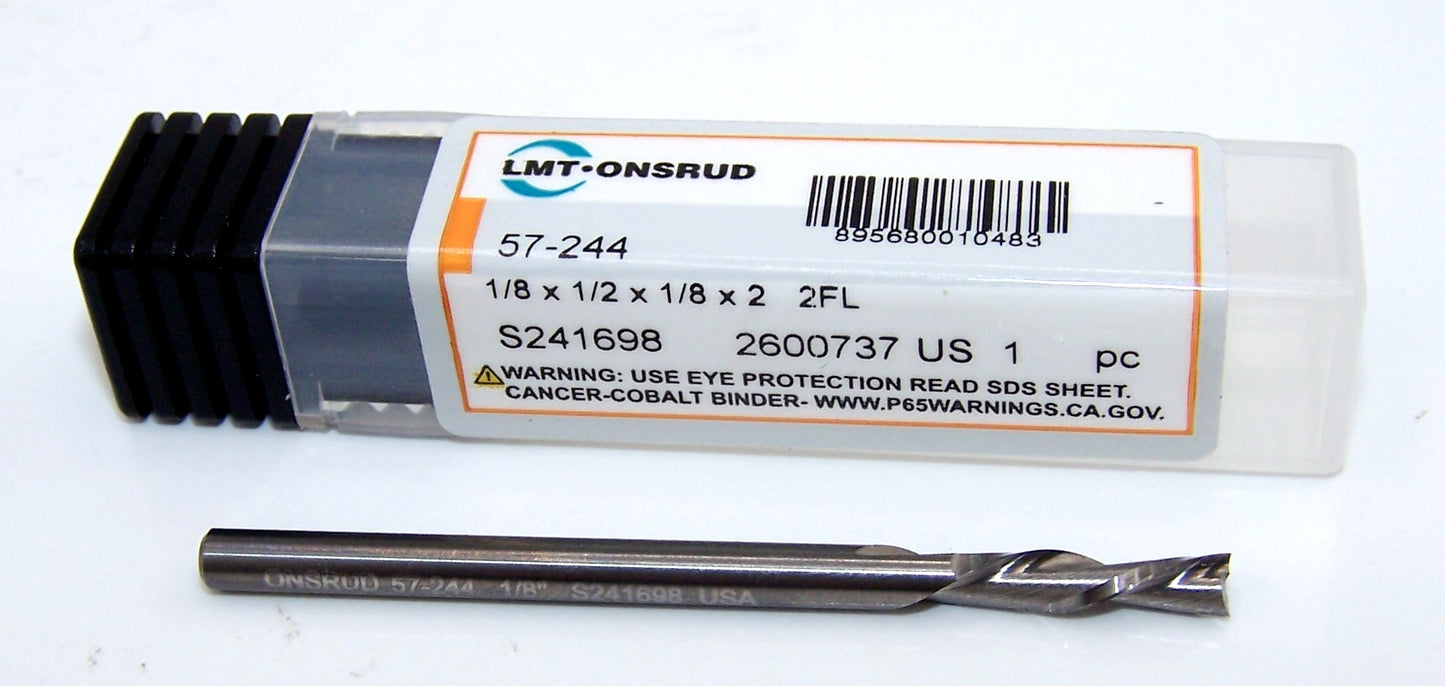 LMT•ONSRUD
895680010483
57-244
1/8 x 1/2 x 1/8 x 2 2FL
S241698 2600737 US 1 pc
WARNING: USE EYE PROTECTION READ SDS SHEET.
CANCER-COBALT BINDER- WWW.P65WARNINGS.CA.GOV.
ONSRUD 57-244 1/8" S241698 USA